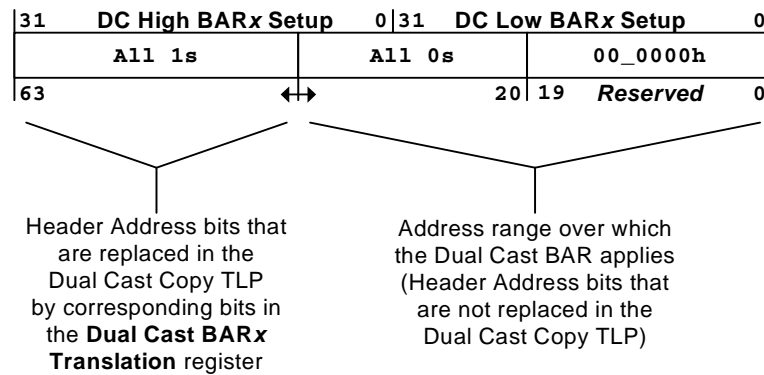 31 DC High BARx Setup 0 31 DC Low BARx Setup 0
All 1s All 0s 00_0000h
63 20 19 Reserved 0
Header Address bits that
are replaced in the
Dual Cast Copy TLP
by corresponding bits in
the Dual Cast BARx
Translation register
Address range over which
the Dual Cast BAR applies
(Header Address bits that
are not replaced in the
Dual Cast Copy TLP)